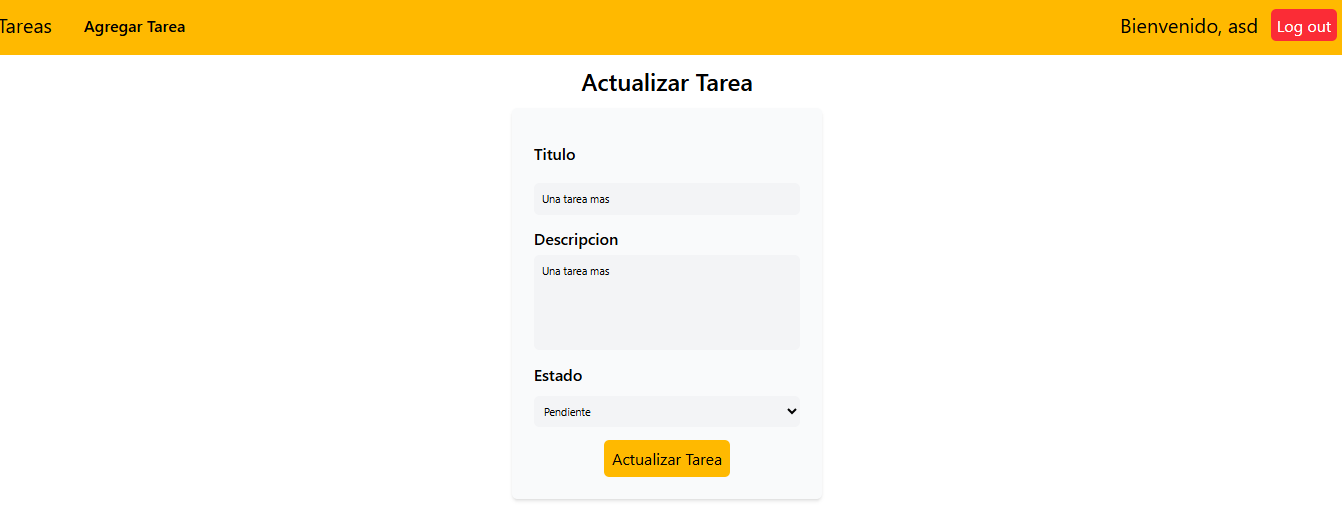 Tareas Agregar Tarea Bienvenido, asd Log out
Actualizar Tarea
Titulo
Una tarea mas
Descripcion
Una tarea mas
Estado
Pendiente
Actualizar Tarea